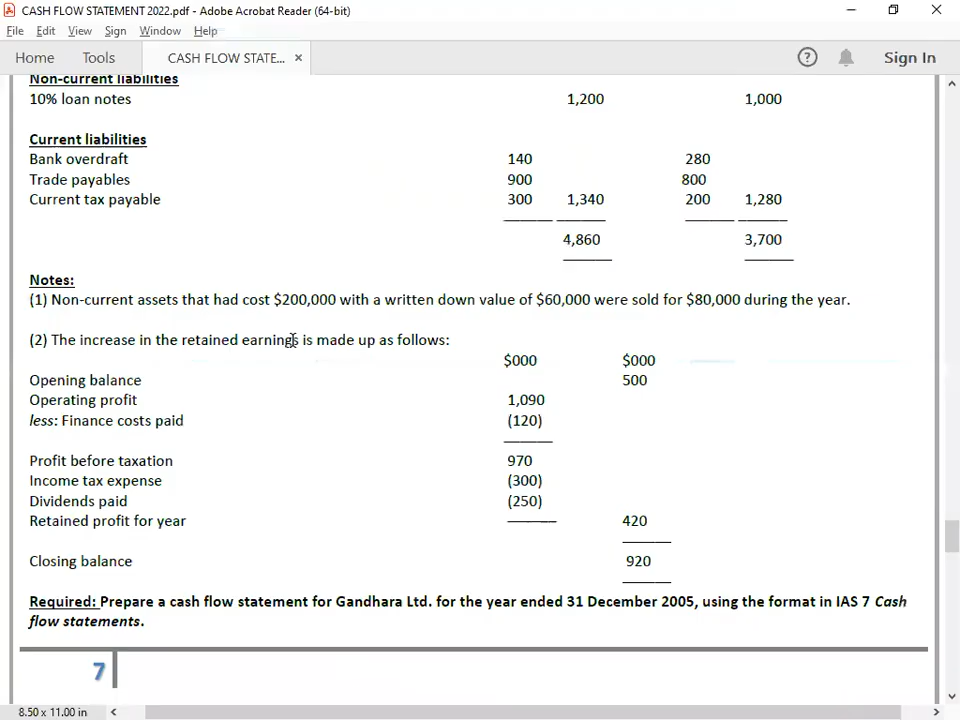 CASH FLOW STATEMENT 2022.pdf - Adobe Acrobat Reader (64-bit)
File Edit View Sign Window Help
Home Tools CASH FLOW STATE... × Sign In
Non-current liabilities
10% loan notes 1,200 1,000
Current liabilities
Bank overdraft 140 280
Trade payables 900 800
Current tax payable 300 1,340 200 1,280
4,860 3,700
Notes:
(1) Non-current assets that had cost $200,000 with a written down value of $60,000 were sold for $80,000 during the year.
(2) The increase in the retained earnings is made up as follows:
$000 $000
Opening balance 500
Operating profit 1,090
less: Finance costs paid (120)
Profit before taxation 970
Income tax expense (300)
Dividends paid (250)
Retained profit for year 420
Closing balance 920
Required: Prepare a cash flow statement for Gandhara Ltd. for the year ended 31 December 2005, using the format in IAS 7 Cash
flow statements.
7
8.50 x 11.00 in